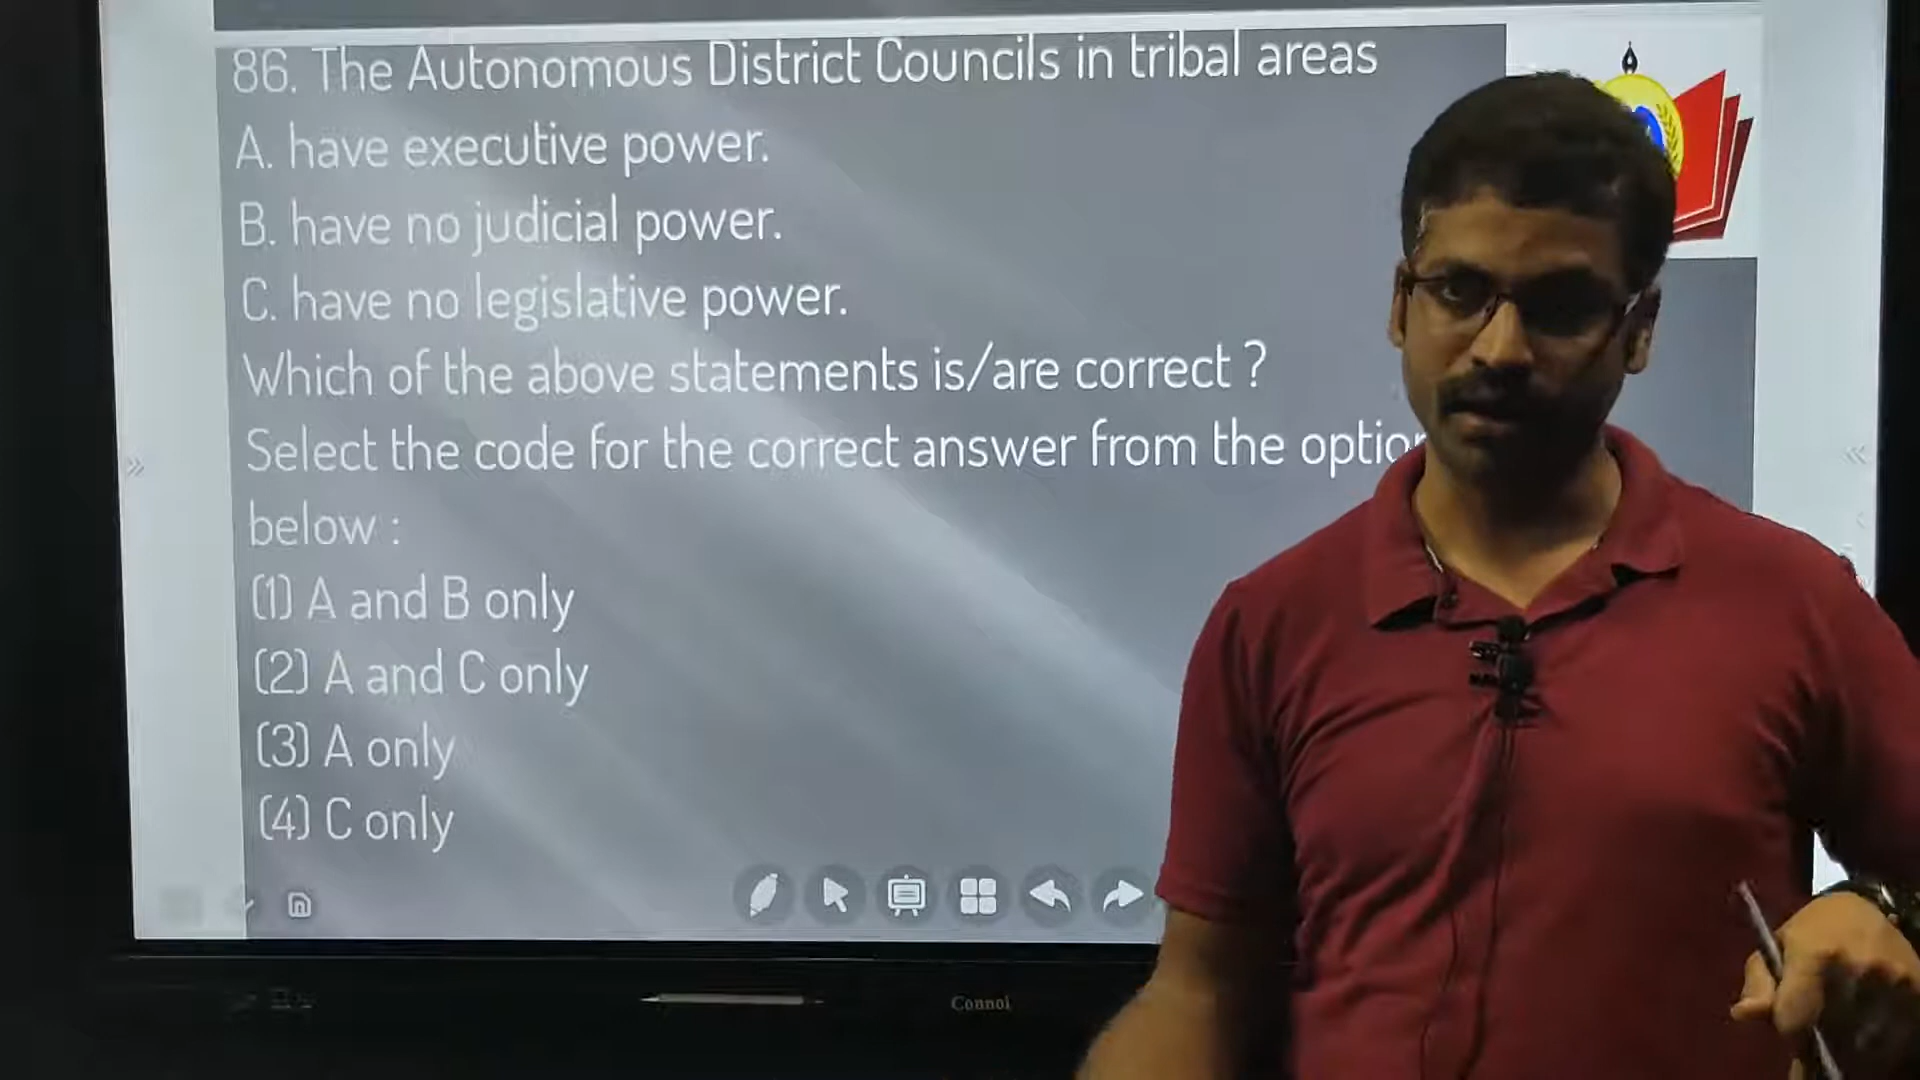 86. The Autonomous District Councils in tribal areas
A. have executive power.
B. have no judicial power.
C. have no legislative power.
Which of the above statements is/are correct ?
Select the code for the correct answer from the
below :
(1) A and B only
(2) A and C only
(3) A only
(4) C only
Connoi